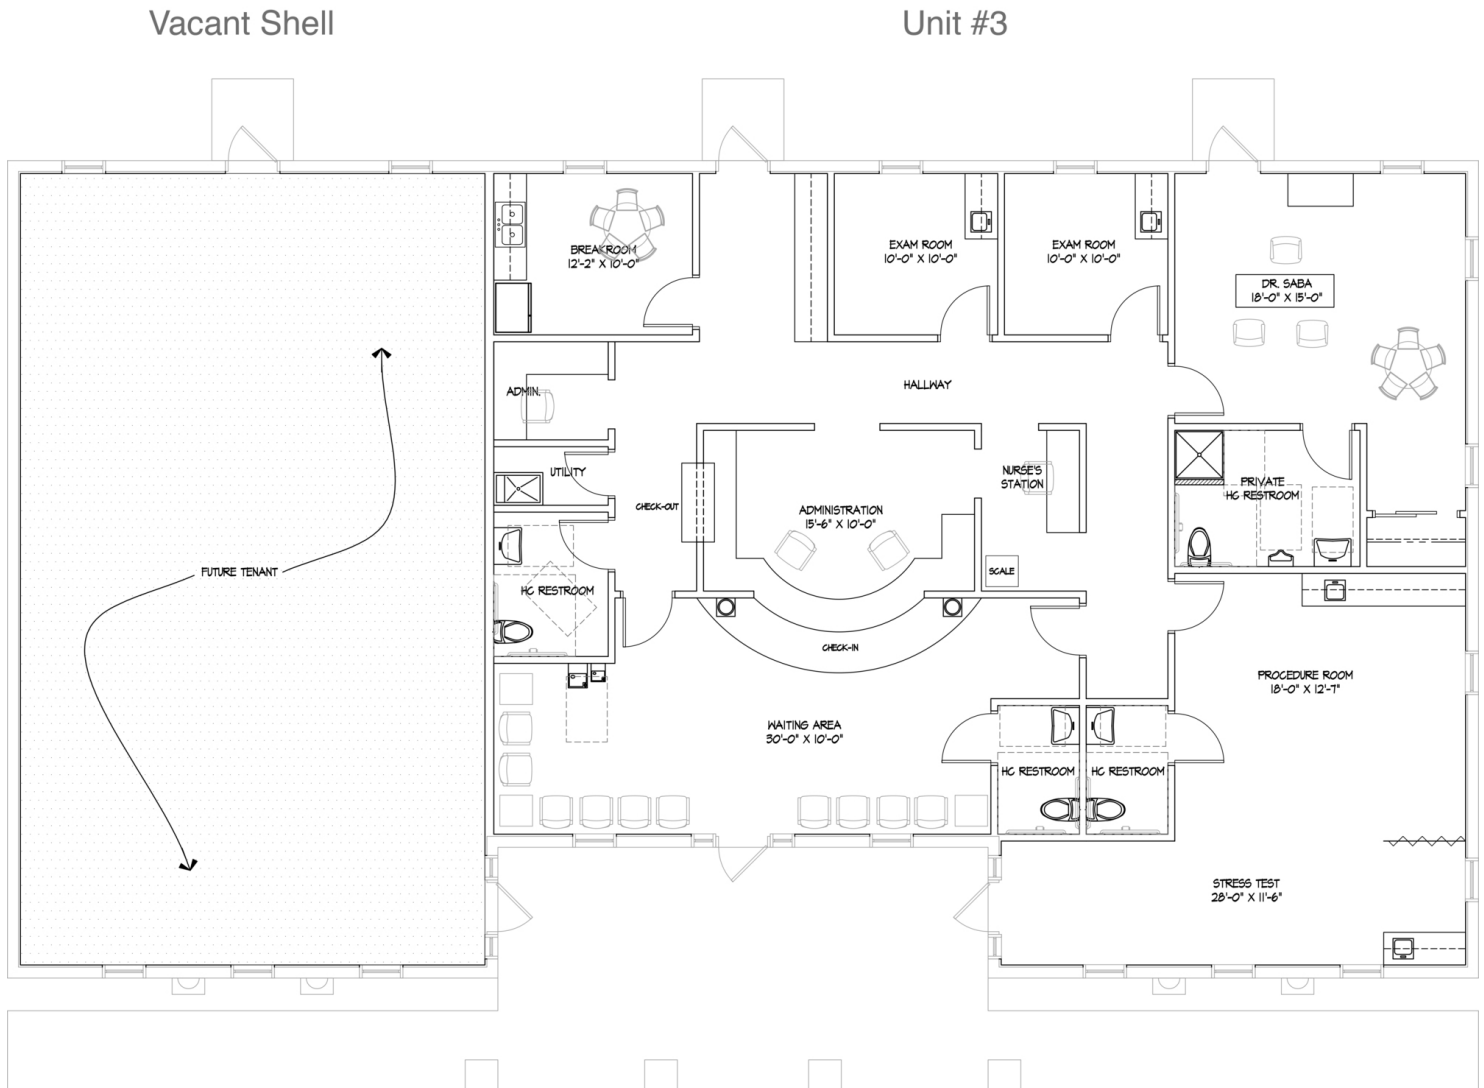 Vacant Shell
Unit #3
BREAKROOM
12'-2" X 10'-0"
EXAM ROOM
10'-0" X 10'-0"
EXAM ROOM
10'-0" X 10'-0"
DR. SABA
18'-0" X 15'-0"
ADMIN.
HALLWAY
UTILITY
CHECK-OUT
ADMINISTRATION
15'-6" X 10'-0"
NURSE'S
STATION
PRIVATE
HC RESTROOM
FUTURE TENANT
SCALE
HC RESTROOM
CHECK-IN
PROCEDURE ROOM
18'-0" X 12'-7"
WAITING AREA
30'-0" X 10'-0"
HC RESTROOM
HC RESTROOM
STRESS TEST
28'-0" X 11'-6"